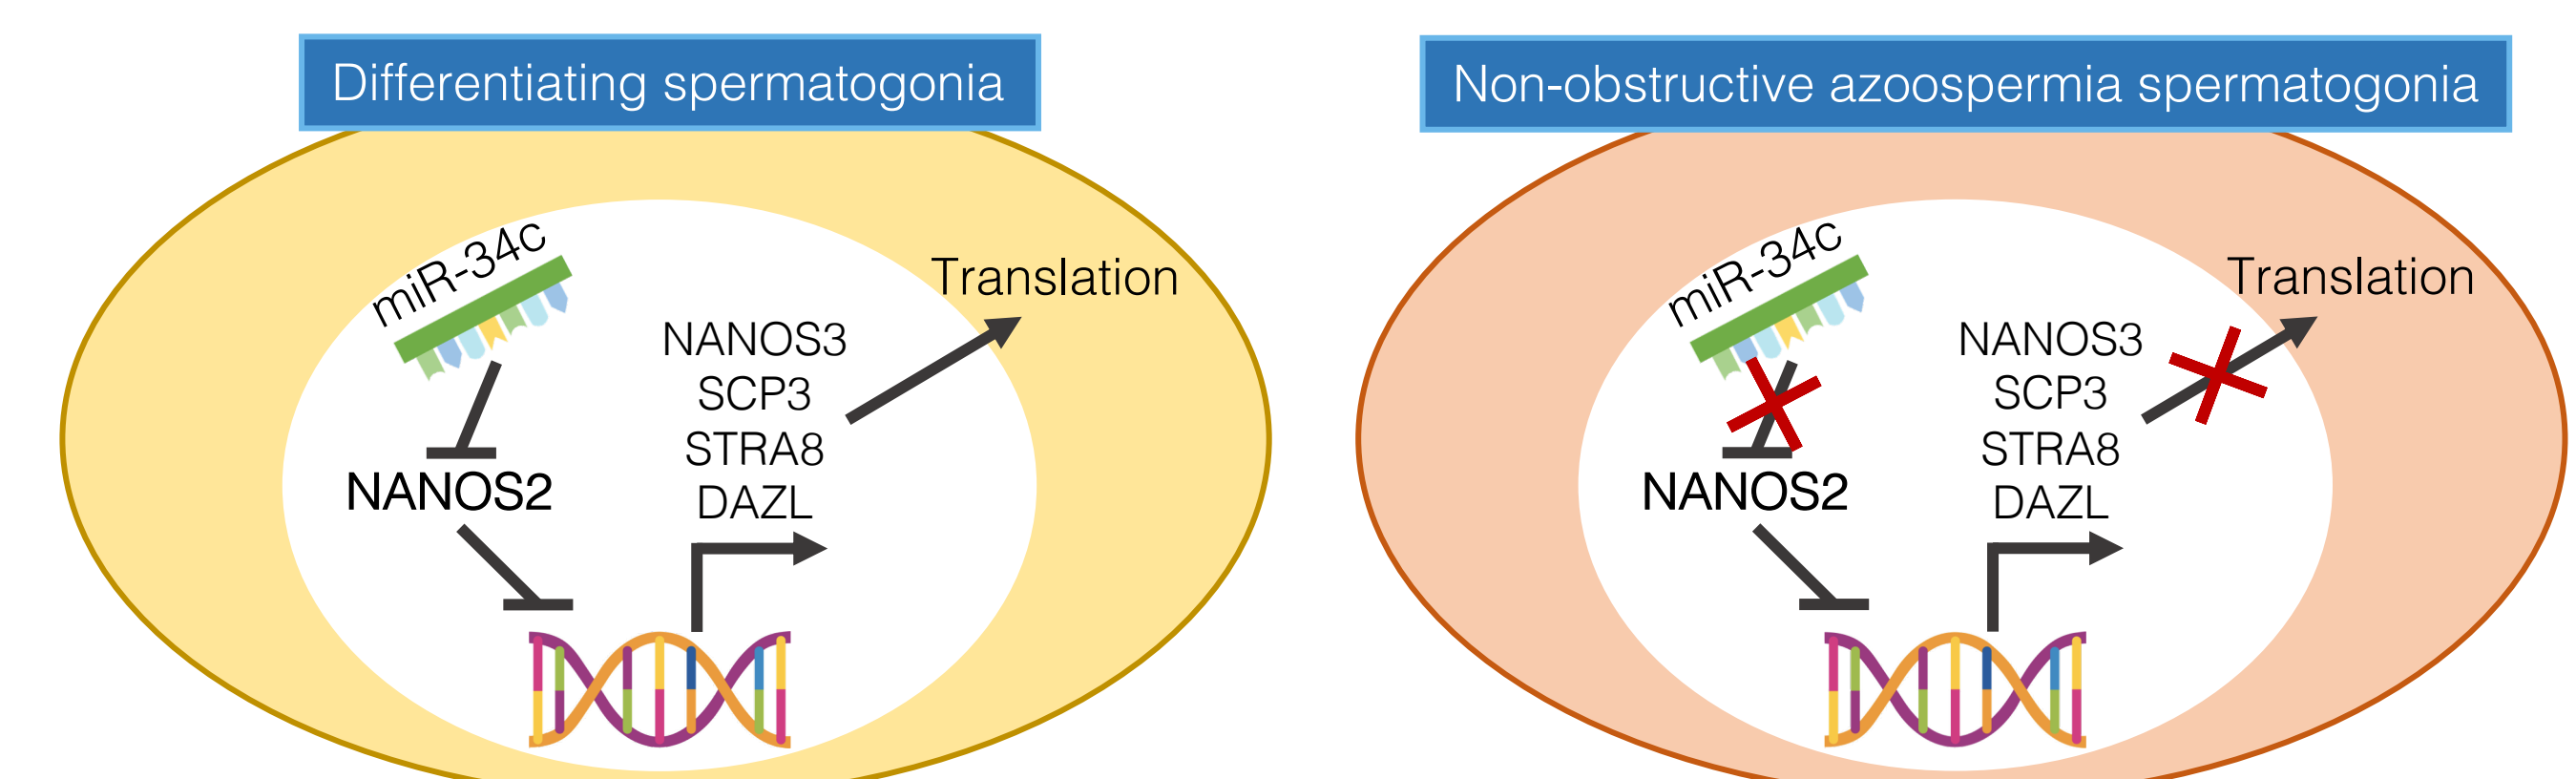 Differentiating spermatogonia
miR-34c
Translation
NANOS3
SCP3
STRA8
DAZL
NANOS2
Non-obstructive azoospermia spermatogonia
miR-34c
Translation
NANOS3
SCP3
STRA8
DAZL
NANOS2